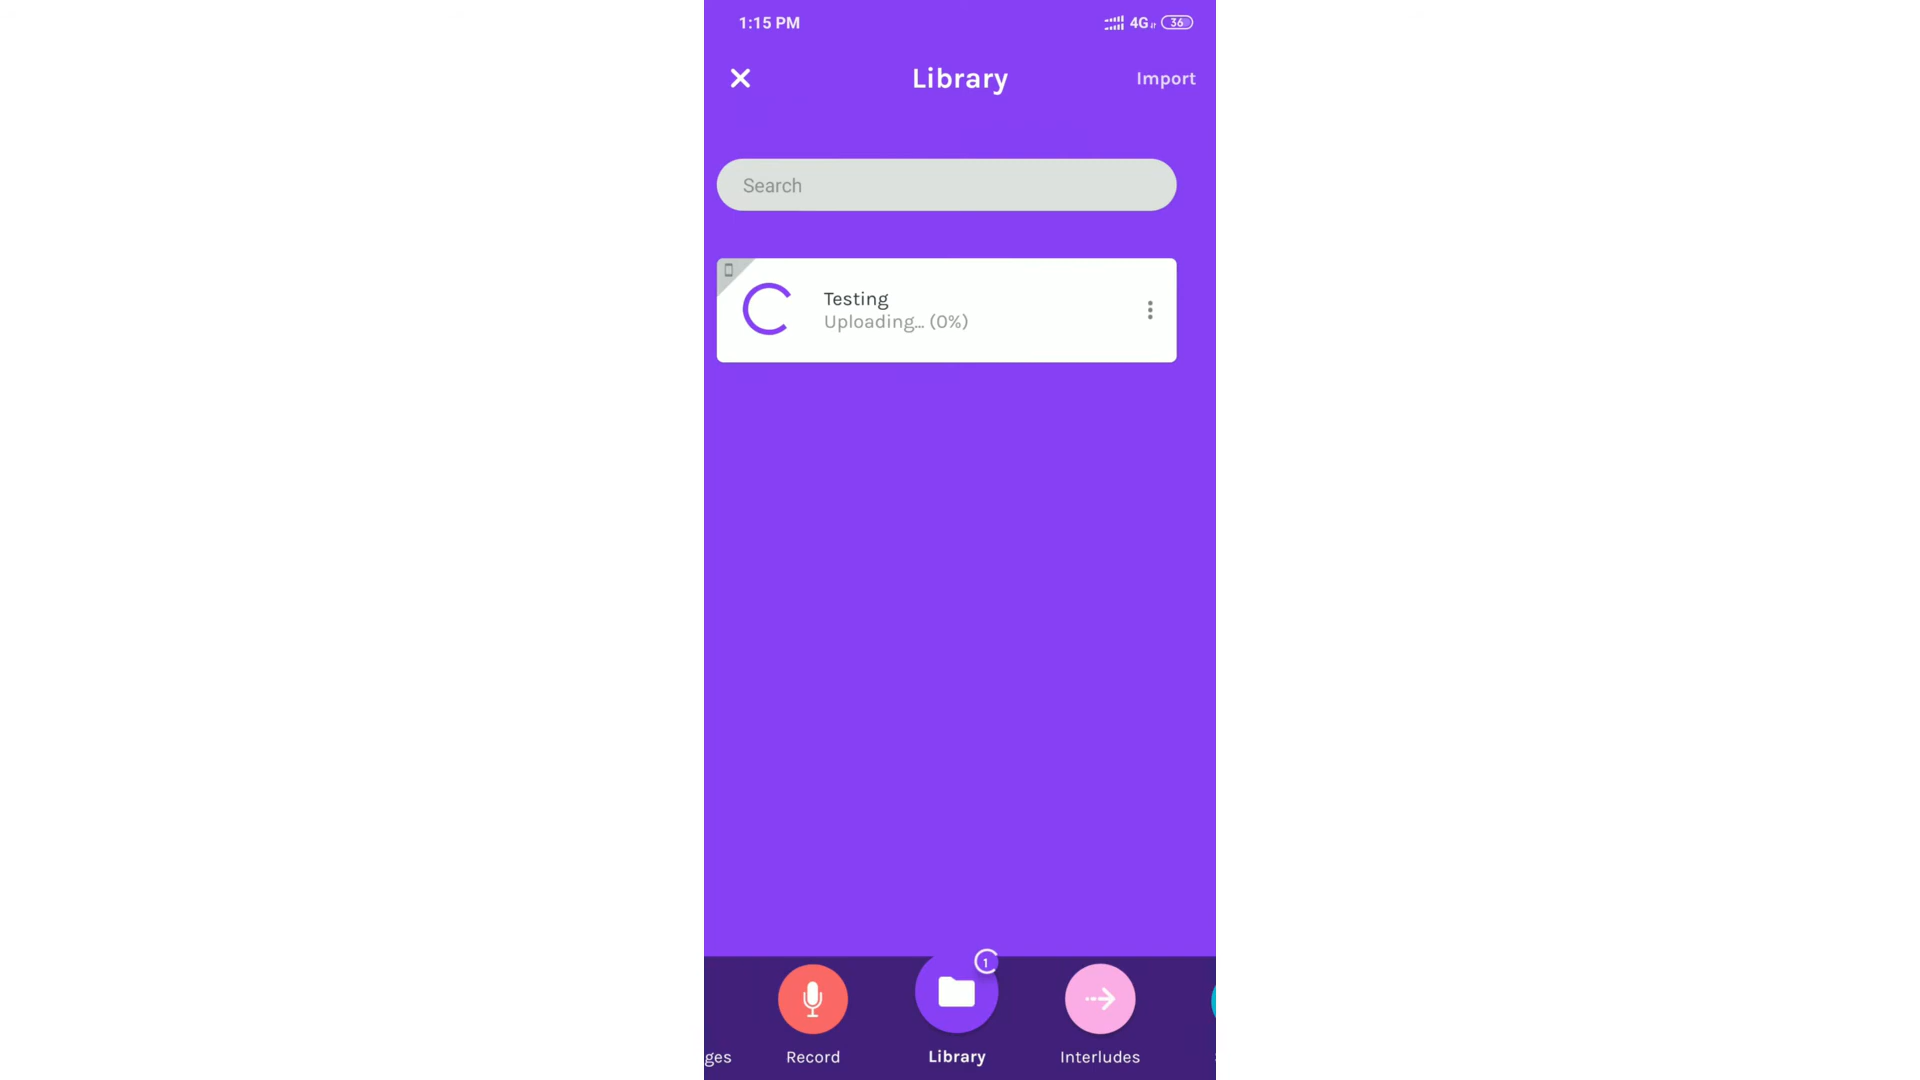 1:15 PM
4G 36
Library
Import
Search
Testing
Uploading... (0%)
1
ges
Record
Library
Interludes